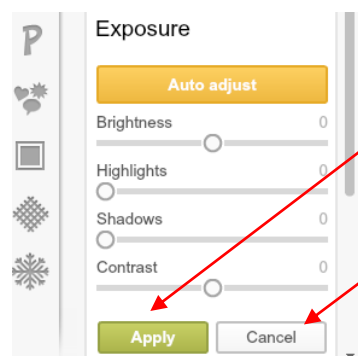 P
Exposure
Auto adjust
Brightness 0
Highlights 0
Shadows 0
Contrast 0
Apply Cancel